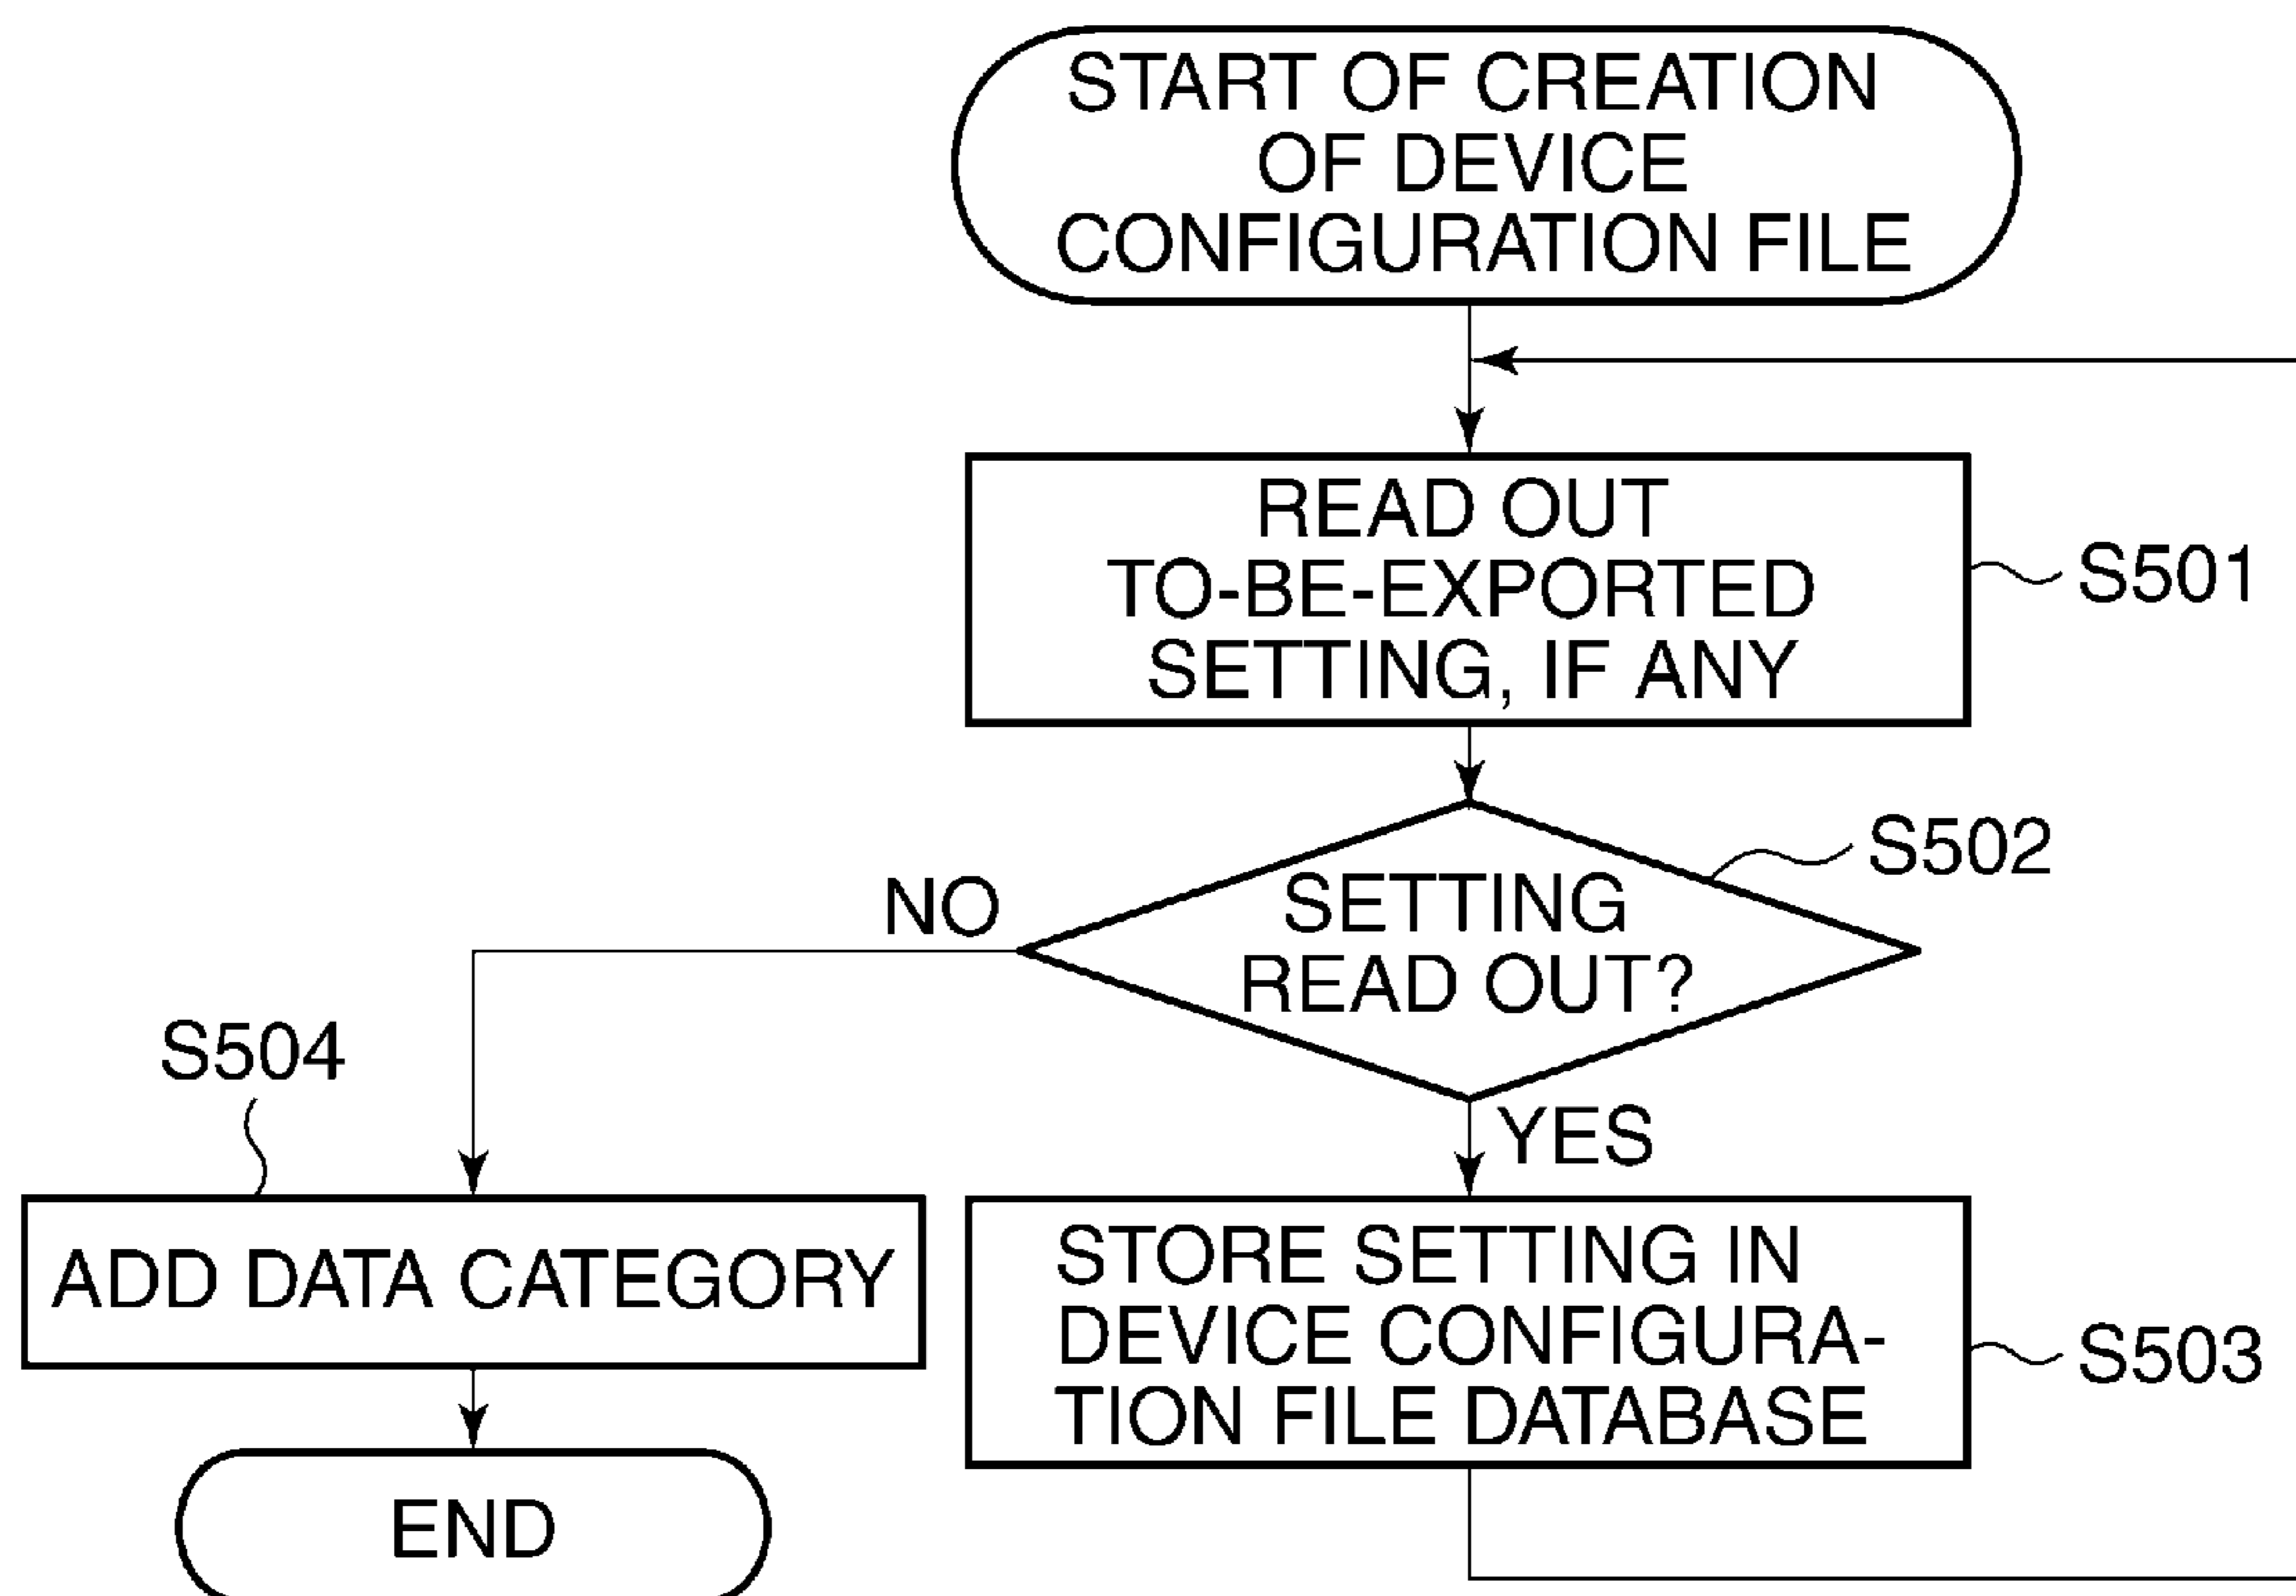 START OF CREATION
OF DEVICE
CONFIGURATION FILE
READ OUT
TO-BE-EXPORTED
SETTING, IF ANY
S501
S502
SETTING
READ OUT?
NO
YES
S504
ADD DATA CATEGORY
STORE SETTING IN
DEVICE CONFIGURA-
TION FILE DATABASE
S503
END